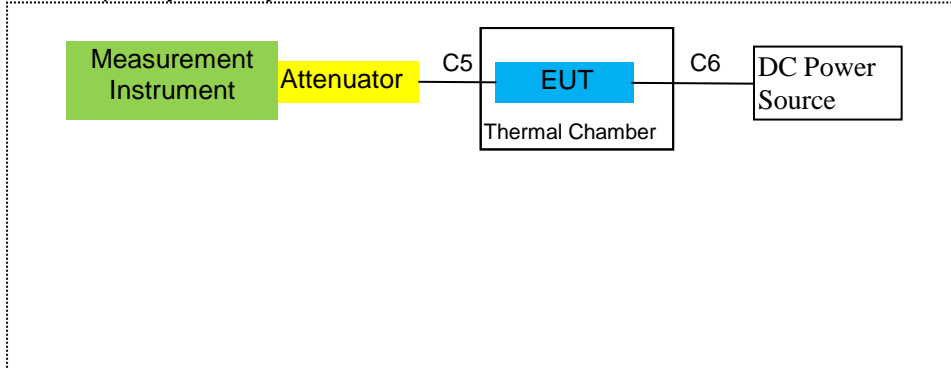 Measurement
Instrument
Attenuator
C5
EUT
Thermal Chamber
C6
DC Power
Source